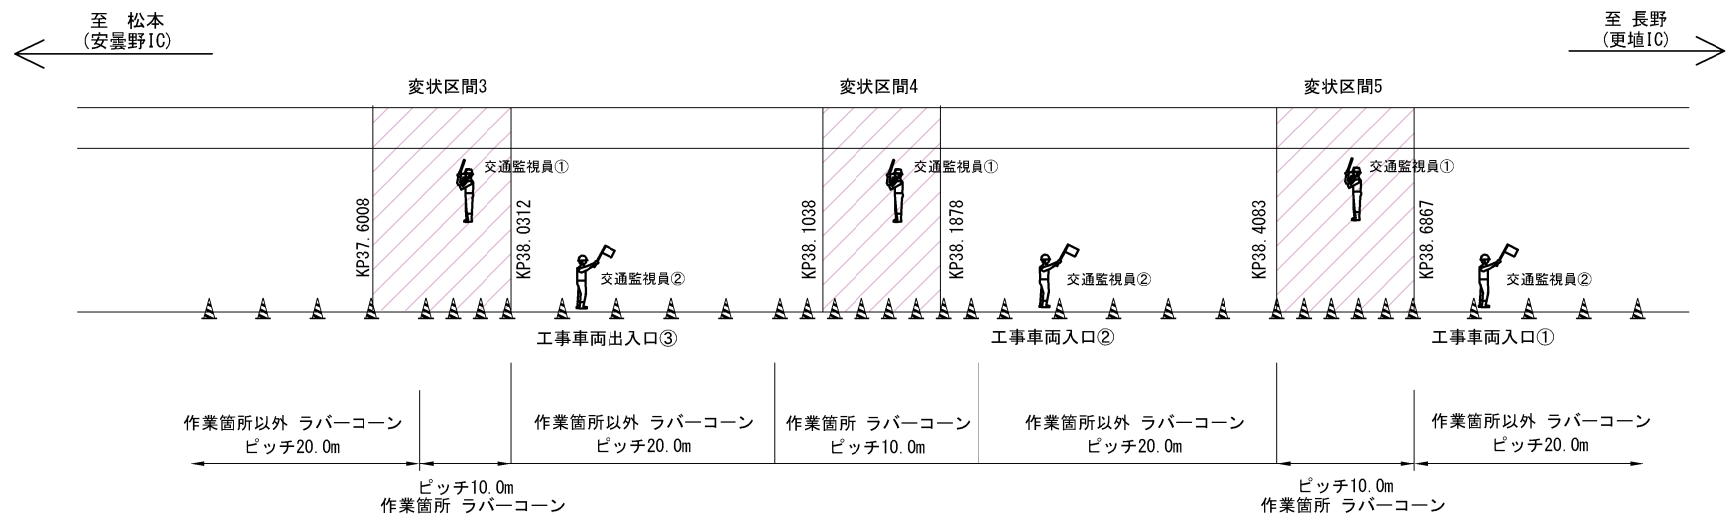 至　松本
(安曇野IC)
至 長野
(更埴IC)
変状区間3
変状区間4
変状区間5
交通監視員①
交通監視員①
交通監視員①
KP37.6008
KP38.0312
KP38.1038
KP38.1878
KP38.4083
KP38.6867
交通監視員②
交通監視員②
交通監視員②
工事車両出入口③
工事車両入口②
工事車両入口①
作業箇所以外 ラバーコーン
ピッチ20.0m
作業箇所以外 ラバーコーン
ピッチ20.0m
作業箇所 ラバーコーン
ピッチ10.0m
作業箇所以外 ラバーコーン
ピッチ20.0m
作業箇所以外 ラバーコーン
ピッチ20.0m
ピッチ10.0m
作業箇所 ラバーコーン
ピッチ10.0m
作業箇所 ラバーコーン